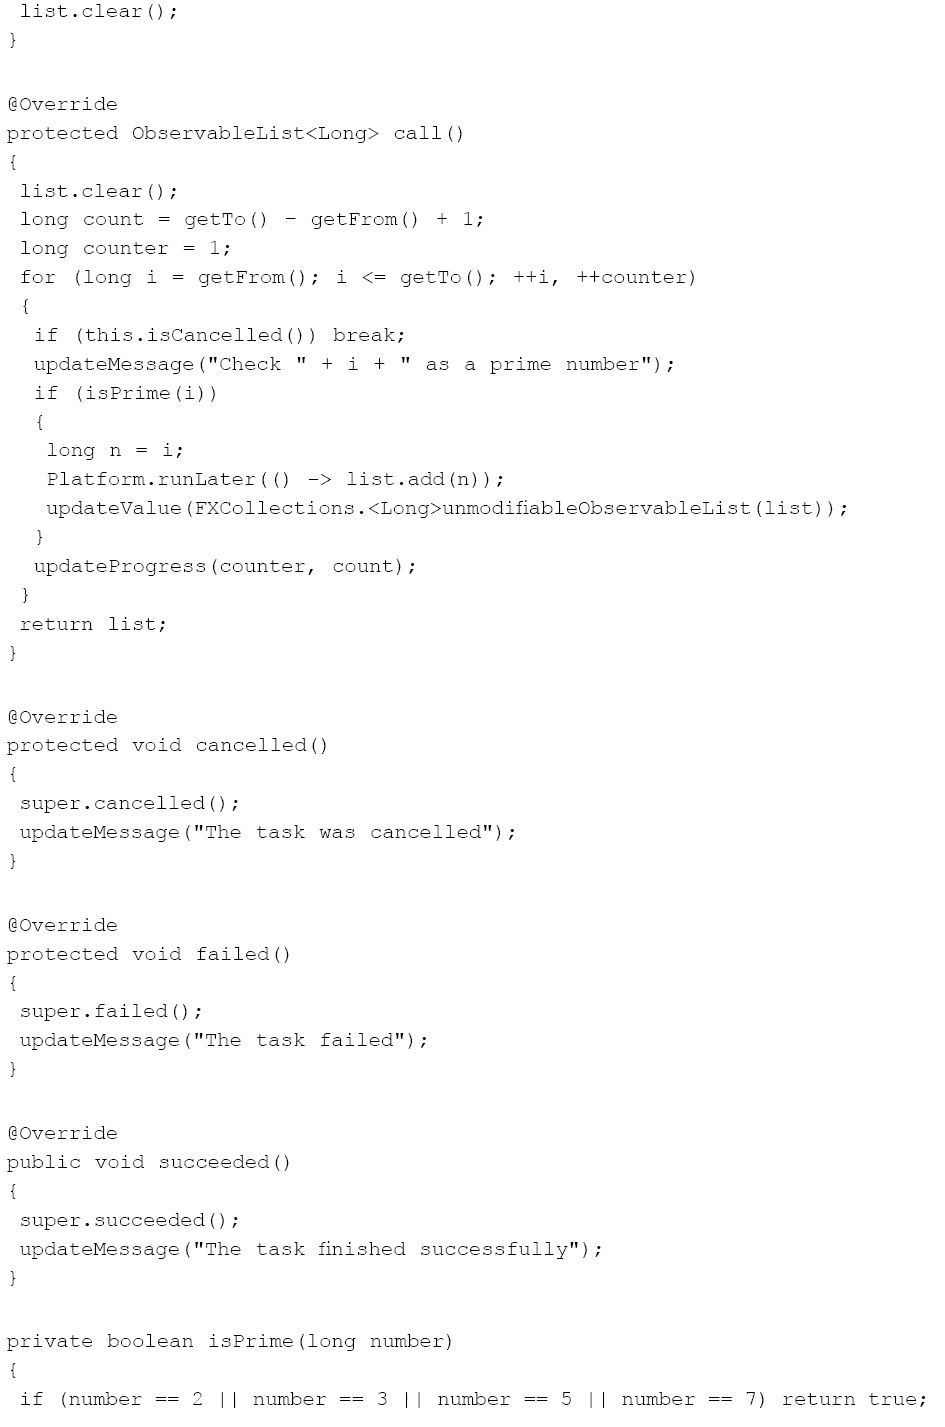 list.clear();
}
@Override
protected ObservableList<Long> call()
{
list.clear();
long count = getTo() - getFrom() + 1;
long counter = 1;
for (long i = getFrom(); i <= getTo(); ++i, ++counter)
{
if (this.isCancelled()) break;
updateMessage("Check " + i + " as a prime number");
if (isPrime(i))
{
long n = i;
Platform.runLater(() -> list.add(n));
updateValue(FXCollections.<Long>unmodifiableObservableList(list));
}
updateProgress(counter, count);
}
return list;
}
@Override
protected void cancelled()
{
super.cancelled();
updateMessage("The task was cancelled");
}
@Override
protected void failed()
{
super.failed();
updateMessage("The task failed");
}
@Override
public void succeeded()
{
super.succeeded();
updateMessage("The task finished successfully");
}
private boolean isPrime(long number)
{
if (number == 2 || number == 3 || number == 5 || number == 7) return true;